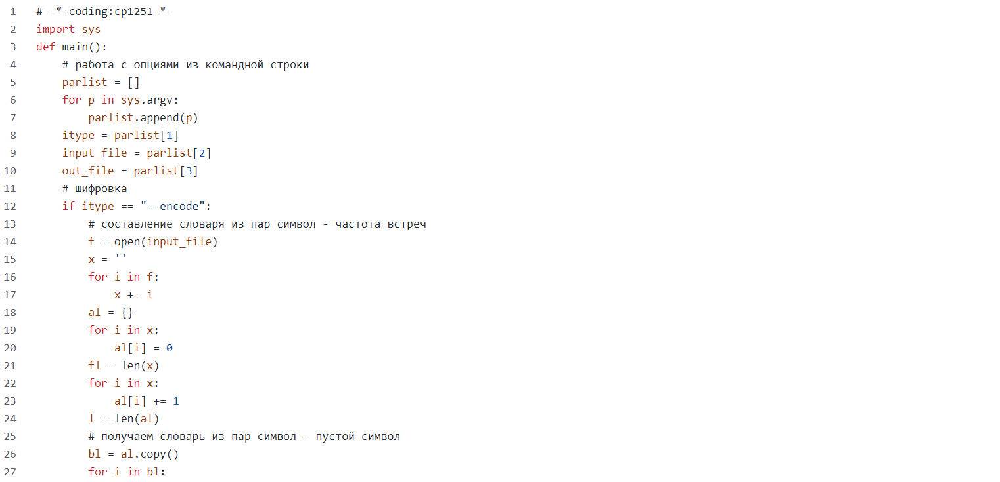 1 # -*-coding:cp1251-*-
2 import sys
3 def main():
4     # работа с опциями из командной строки
5     parlist = []
6     for p in sys.argv:
7         parlist.append(p)
8     itype = parlist[1]
9     input_file = parlist[2]
10     out_file = parlist[3]
11     # шифровка
12     if itype == "--encode":
13         # составление словаря из пар символ - частота встреч
14         f = open(input_file)
15         x = ''
16         for i in f:
17             x += i
18         al = {}
19         for i in x:
20             al[i] = 0
21         fl = len(x)
22         for i in x:
23             al[i] += 1
24         l = len(al)
25         # получаем словарь из пар символ - пустой символ
26         bl = al.copy()
27         for i in bl: